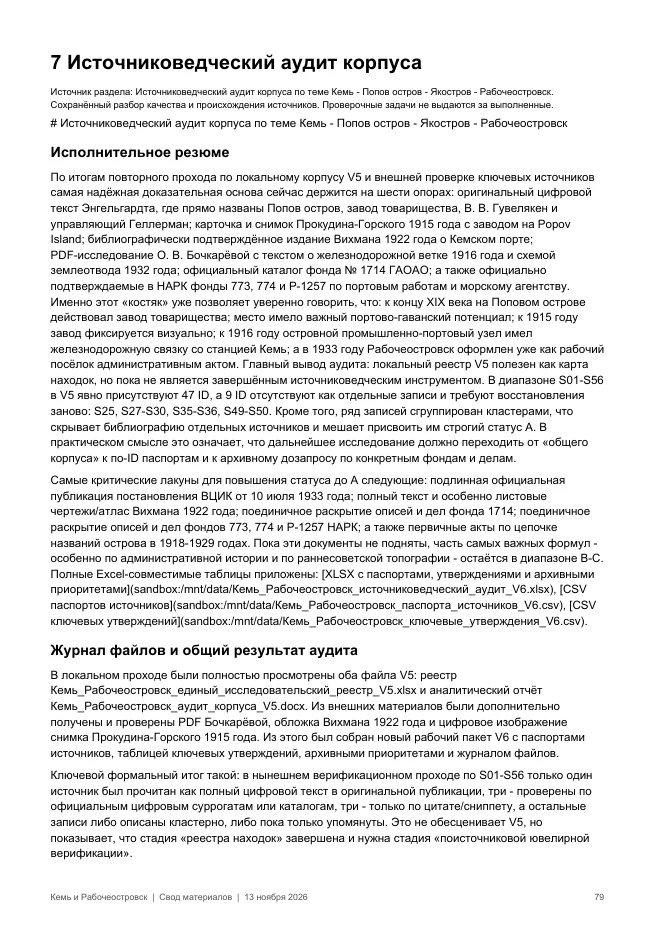 7 Источниковедческий аудит корпуса
Источник раздела: Источниковедческий аудит корпуса по теме Кемь - Попов остров - Якостров - Рабочеостровск.
Сохранённый разбор качества и происхождения источников. Проверочные задачи не выдаются за выполненные.
# Источниковедческий аудит корпуса по теме Кемь - Попов остров - Якостров - Рабочеостровск
Исполнительное резюме
По итогам повторного прохода по локальному корпусу V5 и внешней проверке ключевых источников
самая надёжная доказательная основа сейчас держится на шести опорах: оригинальный цифровой
текст Энгельгардта, где прямо названы Попов остров, завод товарищества, В. В. Гувелякен и
управляющий Геллерман; карточка и снимок Прокудина-Горского 1915 года с заводом на Popov
Island; библиографически подтверждённое издание Вихмана 1922 года о Кемском порте;
PDF-исследование О. В. Бочкарёвой с текстом о железнодорожной ветке 1916 года и схемой
землеотвода 1932 года; официальный каталог фонда № 1714 ГАОАО; а также официально
подтверждаемые в НАРК фонды 773, 774 и Р-1257 по портовым работам и морскому агентству.
Именно этот «костяк» уже позволяет уверенно говорить, что: к концу XIX века на Поповом острове
действовал завод товарищества; место имело важный портово-гаванский потенциал; к 1915 году
завод фиксируется визуально; к 1916 году островной промышленно-портовый узел имел
железнодорожную связку со станцией Кемь; а в 1933 году Рабочеостровск оформлен уже как рабочий
посёлок административным актом. Главный вывод аудита: локальный реестр V5 полезен как карта
находок, но пока не является завершённым источниковедческим инструментом. В диапазоне S01-S56
в V5 явно присутствуют 47 ID, а 9 ID отсутствуют как отдельные записи и требуют восстановления
заново: S25, S27-S30, S35-S36, S49-S50. Кроме того, ряд записей сгруппирован кластерами, что
скрывает библиографию отдельных источников и мешает присвоить им строгий статус А. В
практическом смысле это означает, что дальнейшее исследование должно переходить от «общего
корпуса» к по-ID паспортам и к архивному дозапросу по конкретным фондам и делам.
Самые критические лакуны для повышения статуса до А следующие: подлинная официальная
публикация постановления ВЦИК от 10 июля 1933 года; полный текст и особенно листовые
чертежи/атлас Вихмана 1922 года; поединичное раскрытие описей и дел фонда 1714; поединичное
раскрытие описей и дел фондов 773, 774 и Р-1257 НАРК; а также первичные акты по цепочке
названий острова в 1918-1929 годах. Пока эти документы не подняты, часть самых важных формул -
особенно по административной истории и по раннесоветской топографии - остаётся в диапазоне B-C.
Полные Excel-совместимые таблицы приложены: [XLSX с паспортами, утверждениями и архивными
приоритетами](sandbox:/mnt/data/Кемь_Рабочеостровск_источниковедческий_аудит_V6.xlsx), [CSV
паспортов источников](sandbox:/mnt/data/Кемь_Рабочеостровск_паспорта_источников_V6.csv), [CSV
ключевых утверждений](sandbox:/mnt/data/Кемь_Рабочеостровск_ключевые_утверждения_V6.csv).
Журнал файлов и общий результат аудита
В локальном проходе были полностью просмотрены оба файла V5: реестр
Кемь_Рабочеостровск_единый_исследовательский_реестр_V5.xlsx и аналитический отчёт
Кемь_Рабочеостровск_аудит_корпуса_V5.docx. Из внешних материалов были дополнительно
получены и проверены PDF Бочкарёвой, обложка Вихмана 1922 года и цифровое изображение
снимка Прокудина-Горского 1915 года. Из этого был собран новый рабочий пакет V6 с паспортами
источников, таблицей ключевых утверждений, архивными приоритетами и журналом файлов.
Ключевой формальный итог такой: в нынешнем верификационном проходе по S01-S56 только один
источник был прочитан как полный цифровой текст в оригинальной публикации, три - проверены по
официальным цифровым суррогатам или каталогам, три - только по цитате/сниппету, а остальные
записи либо описаны кластерно, либо пока только упомянуты. Это не обесценивает V5, но
показывает, что стадия «реестра находок» завершена и нужна стадия «поисточниковой ювелирной
верификации».
Кемь и Рабочеостровск | Свод материалов | 13 ноября 2026
79